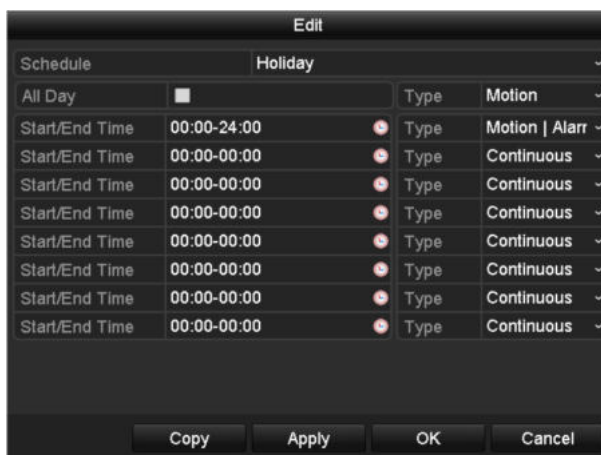 Edit
Schedule Holiday
All Day Type Motion
Start/End Time 00:00-24:00 Type Motion | Alarr
Start/End Time 00:00-00:00 Type Continuous
Start/End Time 00:00-00:00 Type Continuous
Start/End Time 00:00-00:00 Type Continuous
Start/End Time 00:00-00:00 Type Continuous
Start/End Time 00:00-00:00 Type Continuous
Start/End Time 00:00-00:00 Type Continuous
Start/End Time 00:00-00:00 Type Continuous
Copy Apply OK Cancel